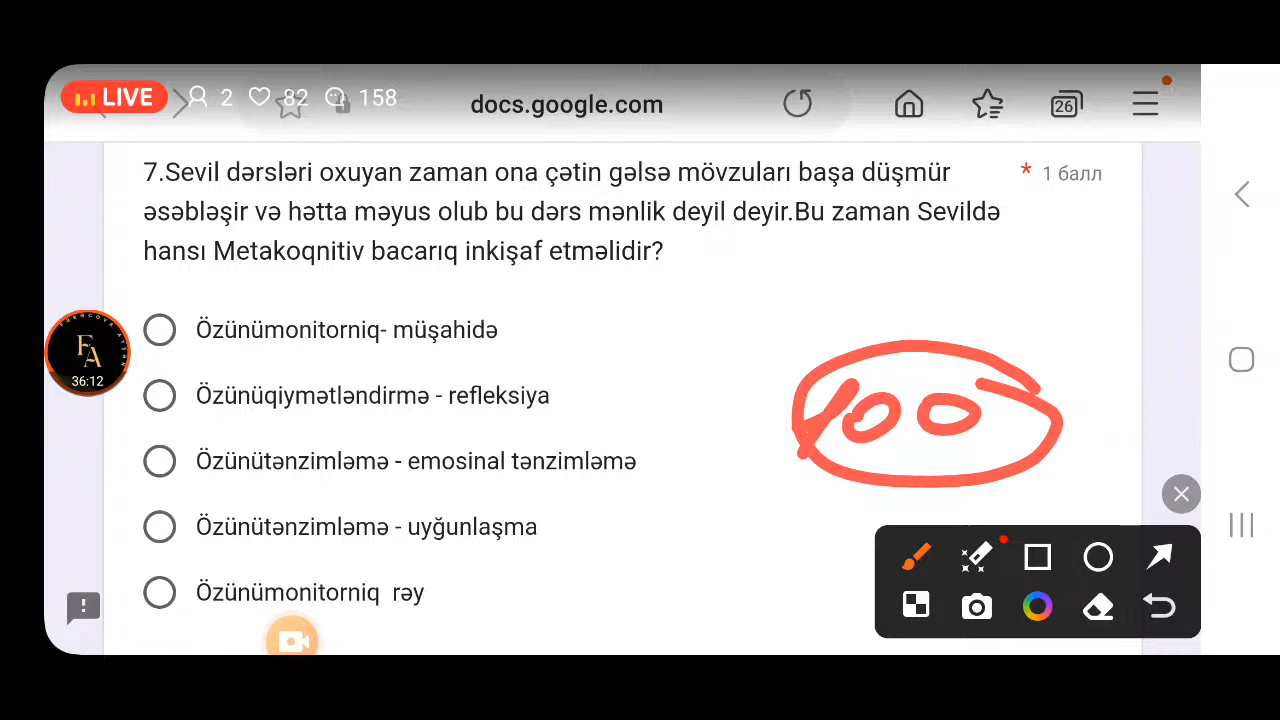 LIVE 2 82 158
docs.google.com
26
7.Sevil dərsləri oxuyan zaman ona çətin gəlsə mövzuları başa düşmür
* 1 балл
əsəbləşir və hətta məyus olub bu dərs mənlik deyil deyir.Bu zaman Sevildə
hansı Metakoqnitiv bacarıq inkişaf etməlidir?
Özünümonitorniq- müşahidə
FA
36:12
Özünüqiymətləndirmə - refleksiya
100
Özünütənzimləmə - emosinal tənzimləmə
Özünütənzimləmə - uyğunlaşma
Özünümonitorniq rəy